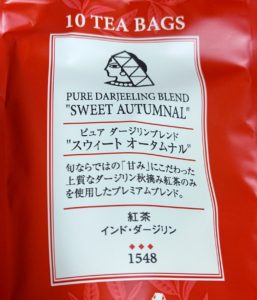 10 TEA BAGS
PURE DARJEELING BLEND
"SWEET AUTUMNAL"
ピュア ダージリンブレンド
"スウィート オータムナル"
旬ならではの「甘み」にこだわった
上質なダージリン秋摘み紅茶のみ
を使用したプレミアムブレンド。
紅茶
インド・ダージリン
1548